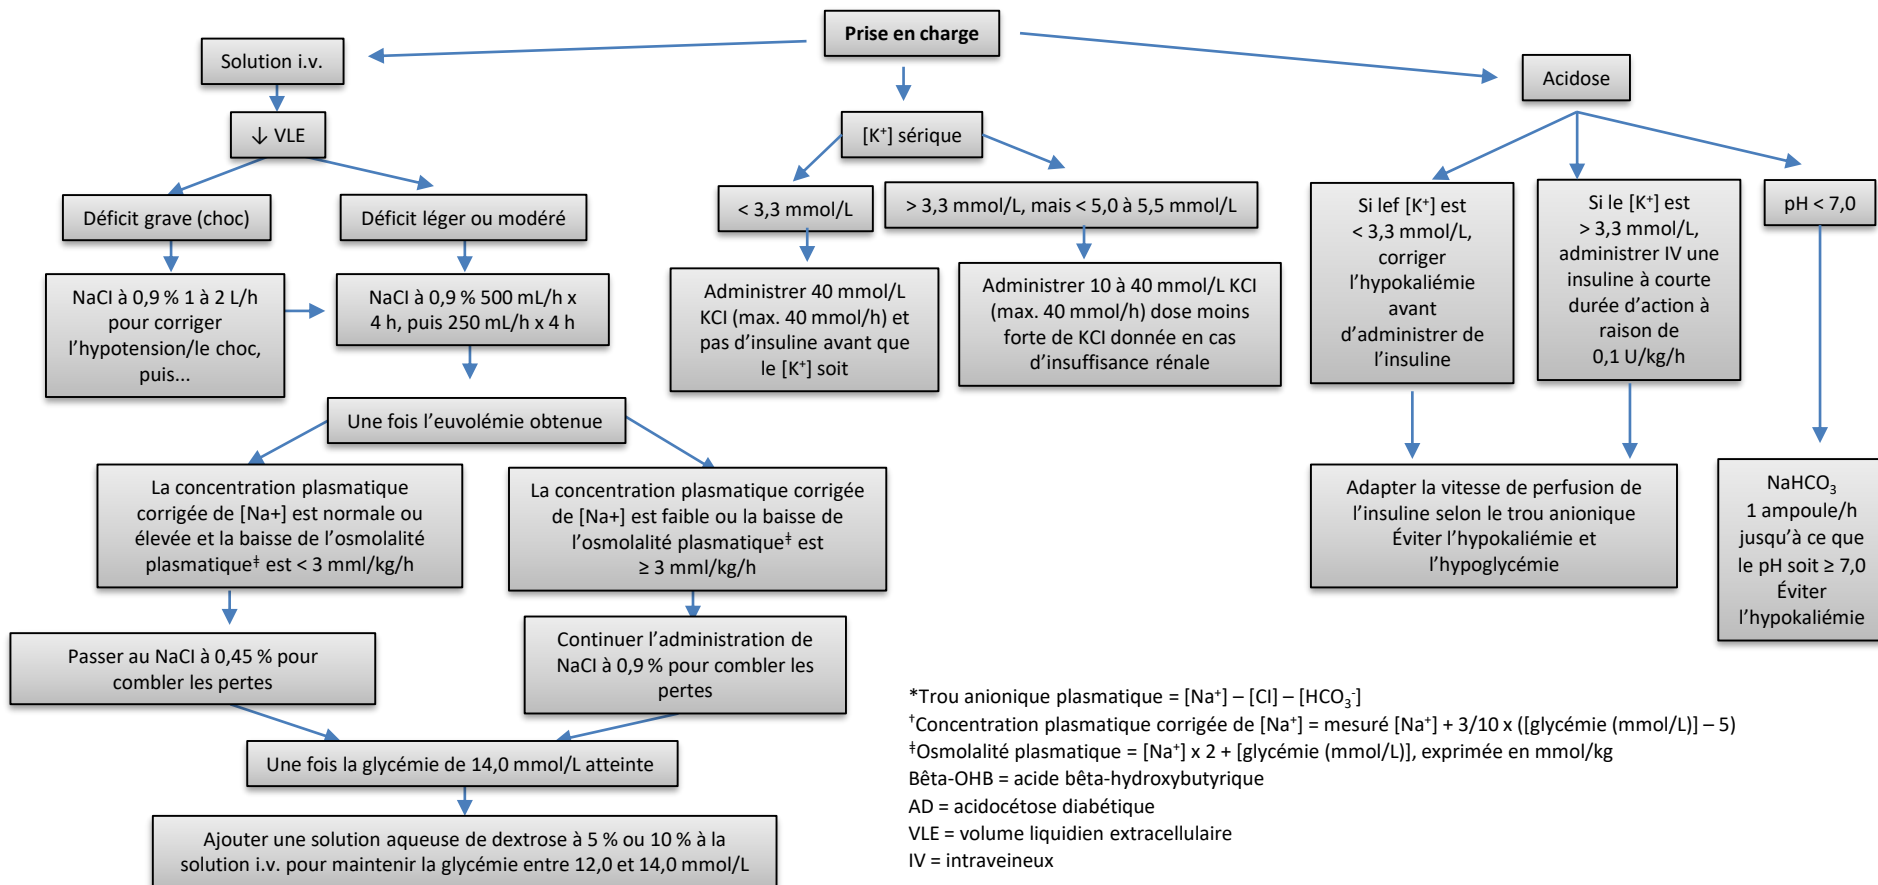 Prise en charge
Solution i.v.
↓ VLE
Déficit grave (choc)
Déficit léger ou modéré
NaCl à 0,9 % 1 à 2 L/h
pour corriger
l’hypotension/le choc,
puis...
NaCl à 0,9 % 500 mL/h x
4 h, puis 250 mL/h x 4 h
Une fois l’euvolémie obtenue
La concentration plasmatique
corrigée de [Na+] est normale ou
élevée et la baisse de l’osmolalité
plasmatique‡ est < 3 mml/kg/h
La concentration plasmatique corrigée
de [Na+] est faible ou la baisse de
l’osmolalité plasmatique‡ est
≥ 3 mml/kg/h
Passer au NaCl à 0,45 % pour
combler les pertes
Continuer l’administration de
NaCl à 0,9 % pour combler les
pertes
Une fois la glycémie de 14,0 mmol/L atteinte
Ajouter une solution aqueuse de dextrose à 5 % ou 10 % à la
solution i.v. pour maintenir la glycémie entre 12,0 et 14,0 mmol/L
[K⁺] sérique
< 3,3 mmol/L
> 3,3 mmol/L, mais < 5,0 à 5,5 mmol/L
Administrer 40 mmol/L
KCl (max. 40 mmol/h) et
pas d’insuline avant que
le [K⁺] soit
Administrer 10 à 40 mmol/L KCl
(max. 40 mmol/h) dose moins
forte de KCl donnée en cas
d’insuffisance rénale
Acidose
Si lef [K⁺] est
< 3,3 mmol/L,
corriger
l’hypokaliémie
avant
d’administrer de
l’insuline
Si le [K⁺] est
> 3,3 mmol/L,
administrer IV une
insuline à courte
durée d’action à
raison de
0,1 U/kg/h
pH < 7,0
Adapter la vitesse de perfusion de
l’insuline selon le trou anionique
Éviter l’hypokaliémie et
l’hypoglycémie
NaHCO₃
1 ampoule/h
jusqu’à ce que
le pH soit ≥ 7,0
Éviter
l’hypokaliémie
*Trou anionique plasmatique = [Na⁺] – [Cl] – [HCO₃⁻]
†Concentration plasmatique corrigée de [Na⁺] = mesuré [Na⁺] + 3/10 x ([glycémie (mmol/L)] – 5)
‡Osmolalité plasmatique = [Na⁺] x 2 + [glycémie (mmol/L)], exprimée en mmol/kg
Bêta-OHB = acide bêta-hydroxybutyrique
AD = acidocétose diabétique
VLE = volume liquidien extracellulaire
IV = intraveineux